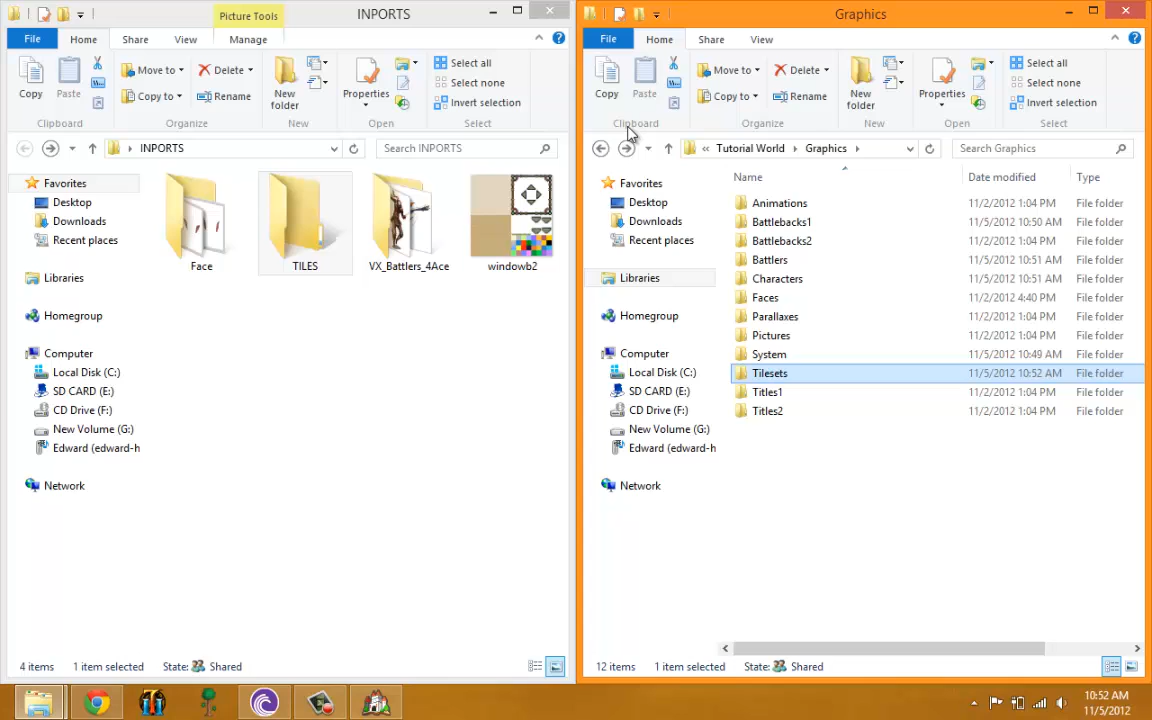 Picture Tools
INPORTS
File
Home
Share
View
Manage
Copy
Paste
Move to
Copy to
Delete
Rename
New folder
Properties
Select all
Select none
Invert selection
Clipboard
Organize
New
Open
Select
INPORTS
Search INPORTS
Favorites
Desktop
Downloads
Recent places
Libraries
Homegroup
Computer
Local Disk (C:)
SD CARD (E:)
CD Drive (F:)
New Volume (G:)
Edward (edward-h
Network
Face
TILES
VX_Battlers_4Ace
windowb2
4 items
1 item selected
State:
Shared
Graphics
File
Home
Share
View
Copy
Paste
Move to
Copy to
Delete
Rename
New folder
Properties
Select all
Select none
Invert selection
Clipboard
Organize
New
Open
Select
« Tutorial World
Graphics
Search Graphics
Favorites
Desktop
Downloads
Recent places
Libraries
Homegroup
Computer
Local Disk (C:)
SD CARD (E:)
CD Drive (F:)
New Volume (G:)
Edward (edward-h
Network
Name Date modified Type
Animations 11/2/2012 1:04 PM File folder
Battlebacks1 11/5/2012 10:50 AM File folder
Battlebacks2 11/2/2012 1:04 PM File folder
Battlers 11/5/2012 10:51 AM File folder
Characters 11/5/2012 10:51 AM File folder
Faces 11/2/2012 4:40 PM File folder
Parallaxes 11/2/2012 1:04 PM File folder
Pictures 11/2/2012 1:04 PM File folder
System 11/5/2012 10:49 AM File folder
Tilesets 11/5/2012 10:52 AM File folder
Titles1 11/2/2012 1:04 PM File folder
Titles2 11/2/2012 1:04 PM File folder
12 items
1 item selected
State:
Shared
10:52 AM
11/5/2012